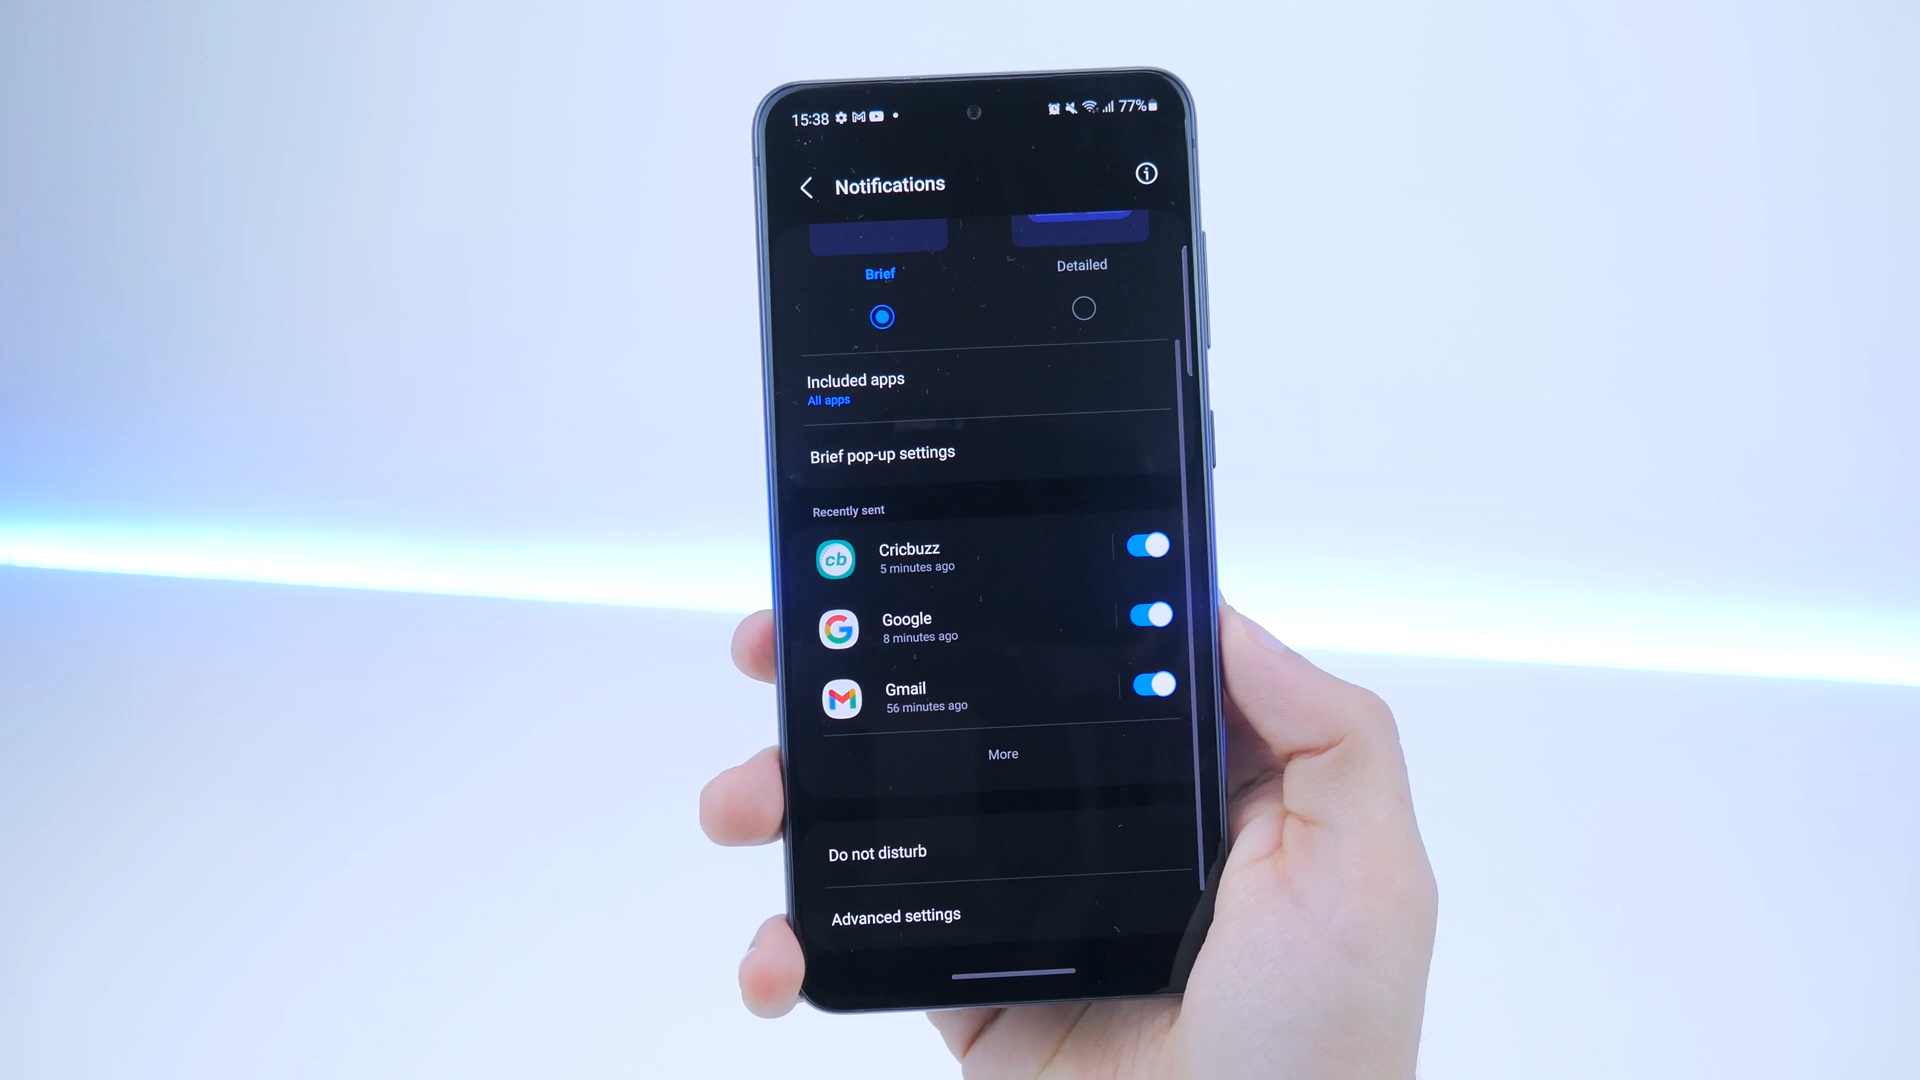 15:38 77%
Notifications
Brief Detailed
Included apps
All apps
Brief pop-up settings
Recently sent
cb Cricbuzz
5 minutes ago
G Google
8 minutes ago
M Gmail
56 minutes ago
More
Do not disturb
Advanced settings